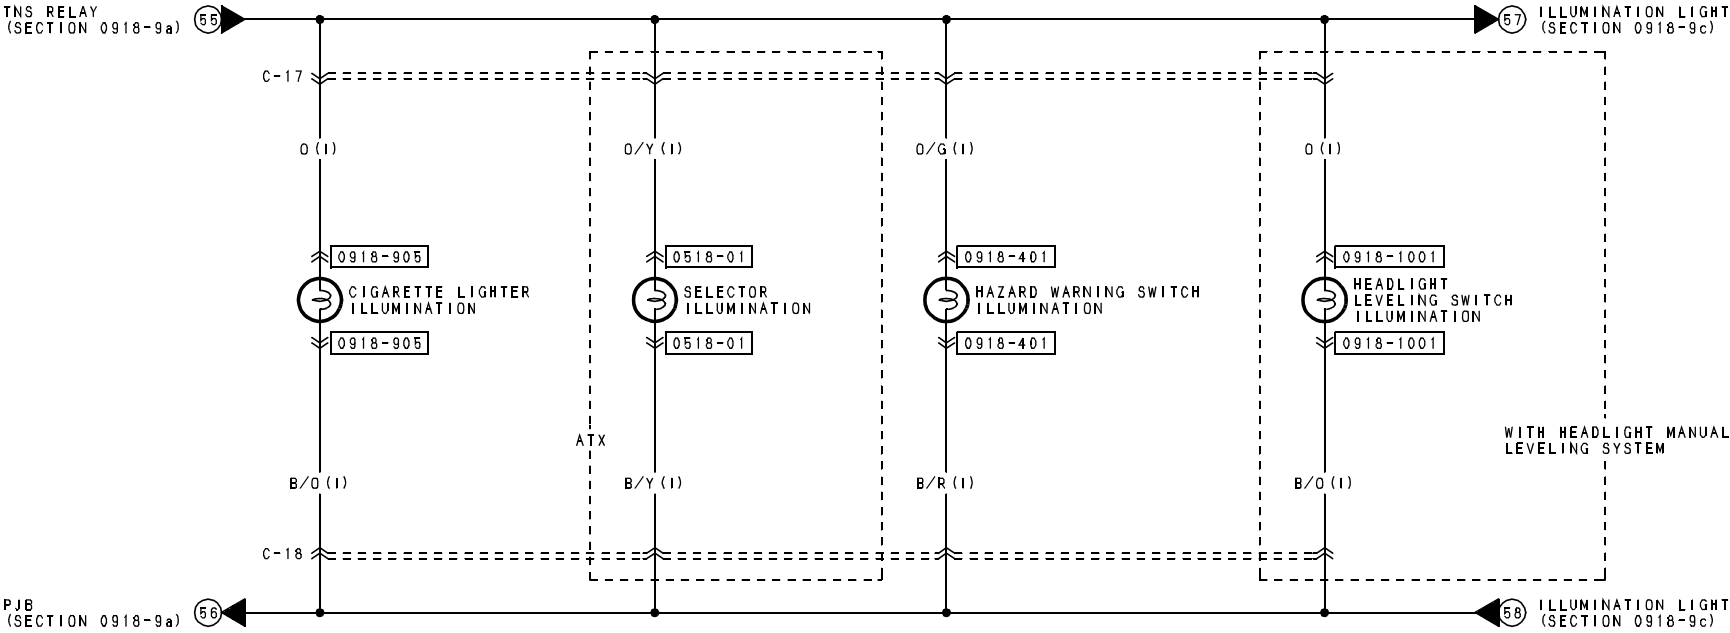 TNS RELAY
(SECTION 0918-9a)
55
57
ILLUMINATION LIGHT
(SECTION 0918-9c)
C-17
O(I)
O/Y(I)
O/G(I)
O(I)
0918-905
0518-01
0918-401
0918-1001
CIGARETTE LIGHTER
ILLUMINATION
SELECTOR
ILLUMINATION
HAZARD WARNING SWITCH
ILLUMINATION
HEADLIGHT
LEVELING SWITCH
ILLUMINATION
0918-905
0518-01
0918-401
0918-1001
ATX
WITH HEADLIGHT MANUAL
LEVELING SYSTEM
B/O(I)
B/Y(I)
B/R(I)
B/O(I)
C-18
PJB
(SECTION 0918-9a)
56
58
ILLUMINATION LIGHT
(SECTION 0918-9c)